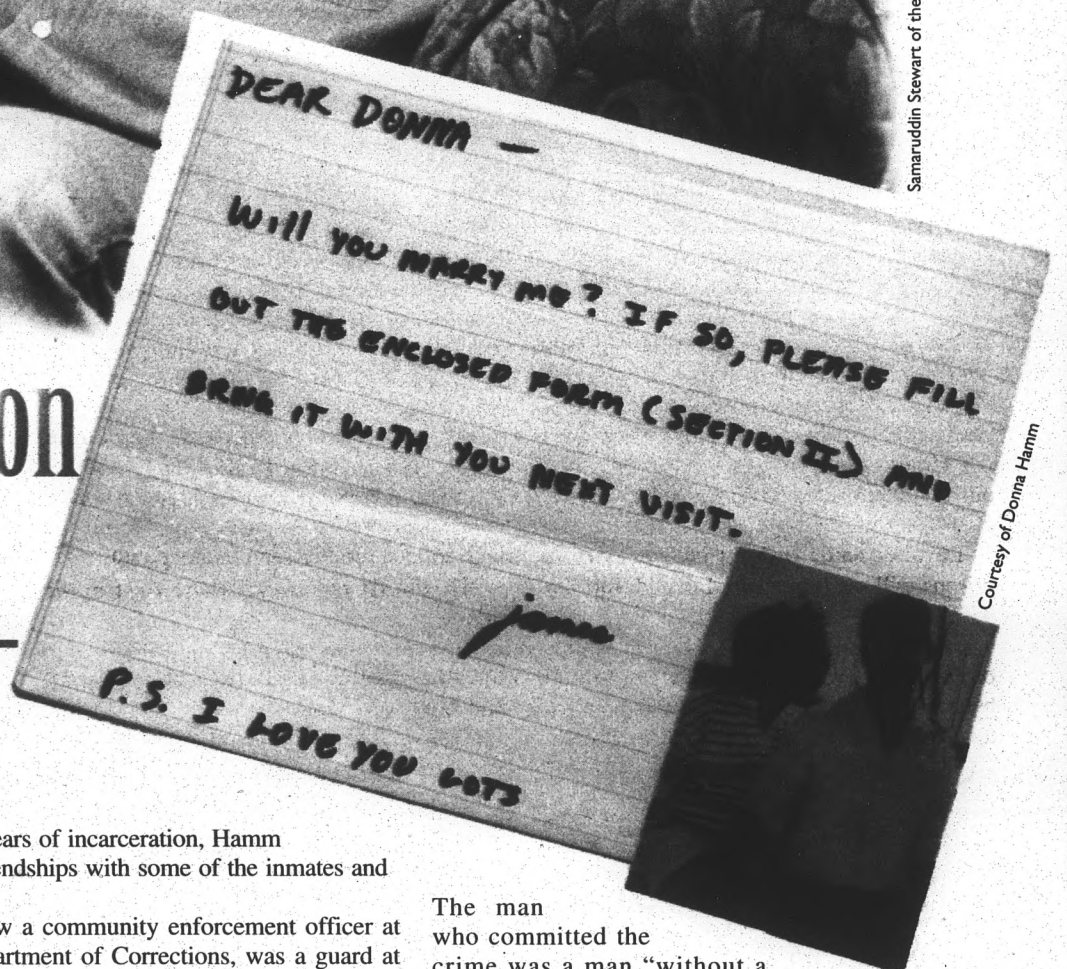 Samaruddin Stewart of the
DEAR DONNA —
Will YOU MARRY ME? IF SO, PLEASE FILL
OUT THE ENCLOSED FORM (SECTION II) AND
BRING IT WITH YOU NEXT VISIT.
james
P.S. I LOVE YOU LOTS
Courtesy of Donna Hamm
on
ears of incarceration, Hamm
endships with some of the inmates and
w a community enforcement officer at
artment of Corrections, was a guard at
The man
who committed the
crime was a man "without a